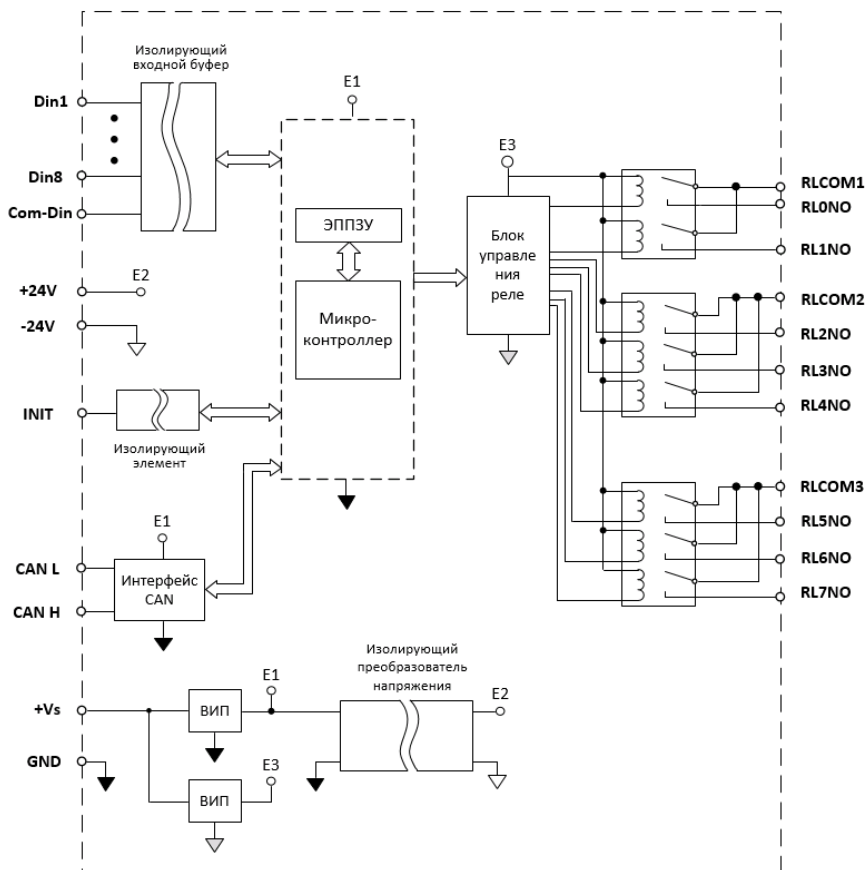 Изолирующий
входной буфер
Din1
Din8
Com-Din
E1
E2
+24V
-24V
ЭППЗУ
Микро-
контроллер
INIT
Изолирующий
элемент
E1
CAN L
CAN H
Интерфейс
CAN
E3
Блок
управле
ния
реле
RLCOM1
RL0NO
RL1NO
RLCOM2
RL2NO
RL3NO
RL4NO
RLCOM3
RL5NO
RL6NO
RL7NO
+Vs
GND
ВИП
E1
ВИП
E3
Изолирующий
преобразователь
напряжения
E2